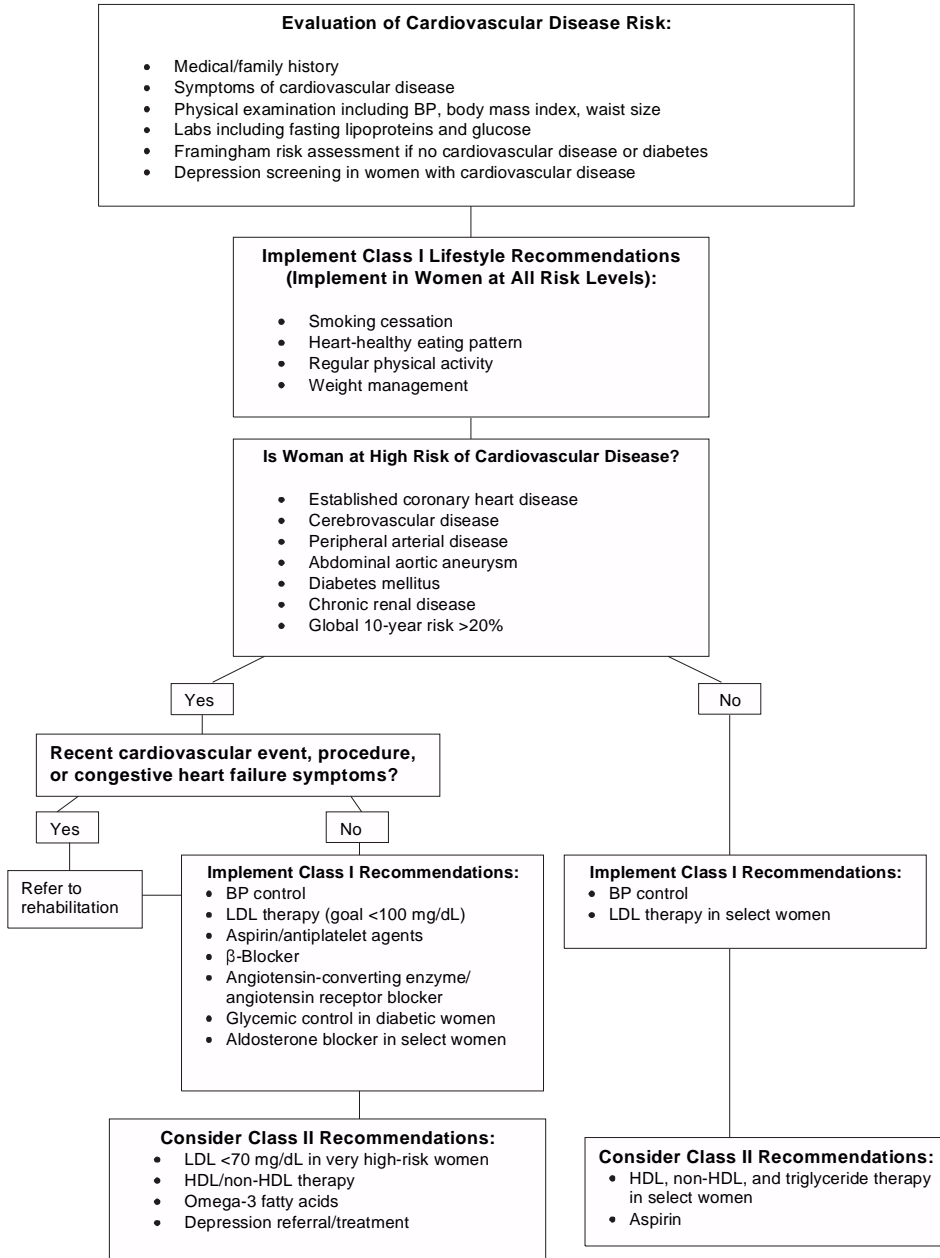 Evaluation of Cardiovascular Disease Risk:
• Medical/family history
• Symptoms of cardiovascular disease
• Physical examination including BP, body mass index, waist size
• Labs including fasting lipoproteins and glucose
• Framingham risk assessment if no cardiovascular disease or diabetes
• Depression screening in women with cardiovascular disease
Implement Class I Lifestyle Recommendations
(Implement in Women at All Risk Levels):
• Smoking cessation
• Heart-healthy eating pattern
• Regular physical activity
• Weight management
Is Woman at High Risk of Cardiovascular Disease?
• Established coronary heart disease
• Cerebrovascular disease
• Peripheral arterial disease
• Abdominal aortic aneurysm
• Diabetes mellitus
• Chronic renal disease
• Global 10-year risk >20%
Yes
No
Recent cardiovascular event, procedure,
or congestive heart failure symptoms?
Yes
No
Refer to
rehabilitation
Implement Class I Recommendations:
• BP control
• LDL therapy (goal <100 mg/dL)
• Aspirin/antiplatelet agents
• β-Blocker
• Angiotensin-converting enzyme/
angiotensin receptor blocker
• Glycemic control in diabetic women
• Aldosterone blocker in select women
Implement Class I Recommendations:
• BP control
• LDL therapy in select women
Consider Class II Recommendations:
• LDL <70 mg/dL in very high-risk women
• HDL/non-HDL therapy
• Omega-3 fatty acids
• Depression referral/treatment
Consider Class II Recommendations:
• HDL, non-HDL, and triglyceride therapy
in select women
• Aspirin